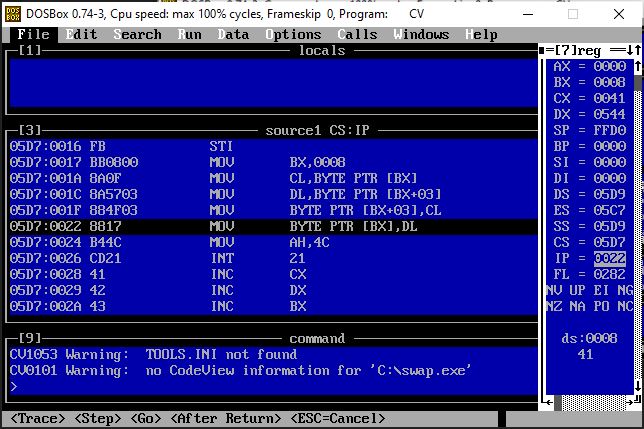 DOSBox 0.74-3, Cpu speed: max 100% cycles, Frameskip 0, Program: CV
File Edit Search Run Data Options Calls Windows Help
[1] locals
[3] source1 CS:IP
05D7:0016 FB STI
05D7:0017 BB0800 MOV BX,0008
05D7:001A 8A0F MOV CL,BYTE PTR [BX]
05D7:001C 8A5703 MOV DL,BYTE PTR [BX+03]
05D7:001F 884F03 MOV BYTE PTR [BX+03],CL
05D7:0022 8817 MOV BYTE PTR [BX],DL
05D7:0024 B44C MOV AH,4C
05D7:0026 CD21 INT 21
05D7:0028 41 INC CX
05D7:0029 42 INC DX
05D7:002A 43 INC BX
[9] command
CV1053 Warning: TOOLS.INI not found
CV0101 Warning: no CodeView information for 'C:\swap.exe'
>
[7]reg
AX = 0000
BX = 0008
CX = 0041
DX = 0544
SP = FFD0
BP = 0000
SI = 0000
DI = 0000
DS = 05D9
ES = 05C7
SS = 05D9
CS = 05D7
IP = 0022
FL = 0282
NV UP EI NG
NZ NA PO NC
ds:0008
41
<Trace> <Step> <Go> <After Return> <ESC=Cancel>